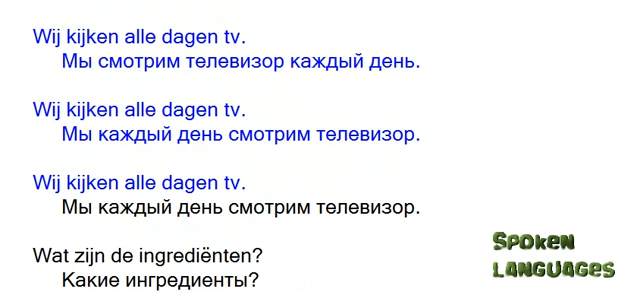 Wij kijken alle dagen tv.
Мы смотрим телевизор каждый день.
Wij kijken alle dagen tv.
Мы каждый день смотрим телевизор.
Wij kijken alle dagen tv.
Мы каждый день смотрим телевизор.
Wat zijn de ingrediënten?
Какие ингредиенты?
Spoken
Languages